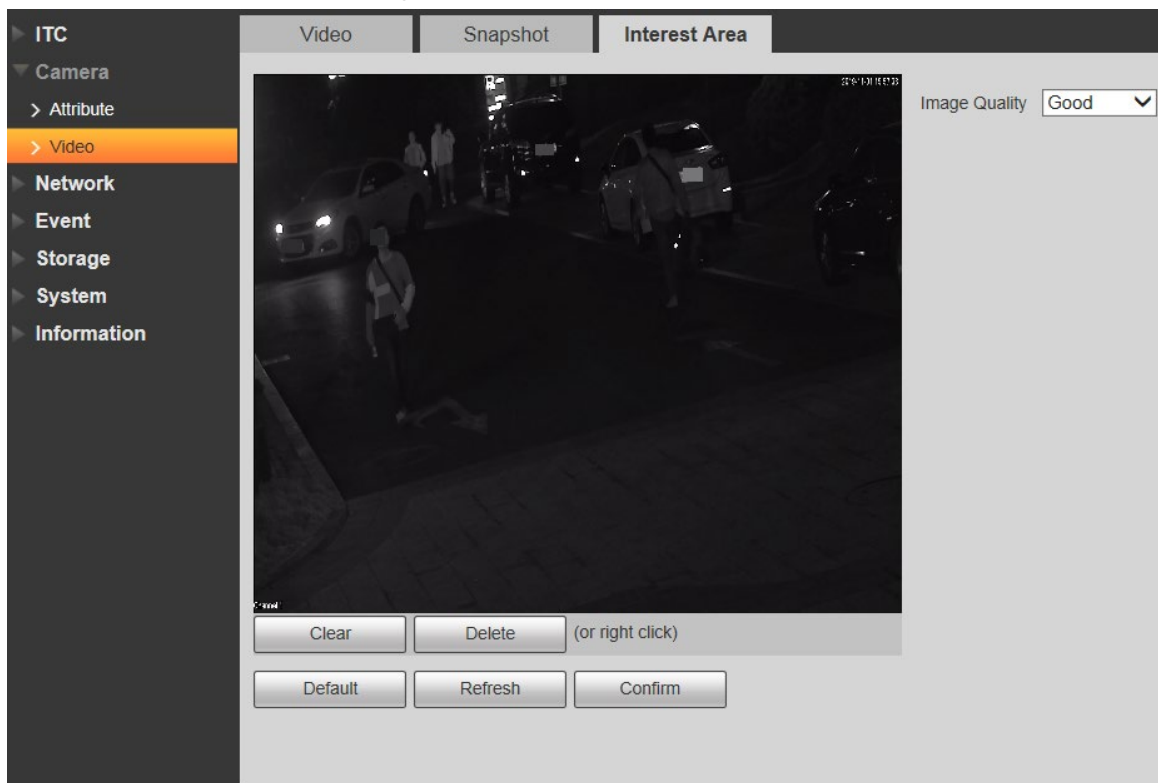 ITC
Camera
Attribute
Video
Network
Event
Storage
System
Information
Video
Snapshot
Interest Area
Image Quality
Good
Clear
Delete
(or right click)
Default
Refresh
Confirm